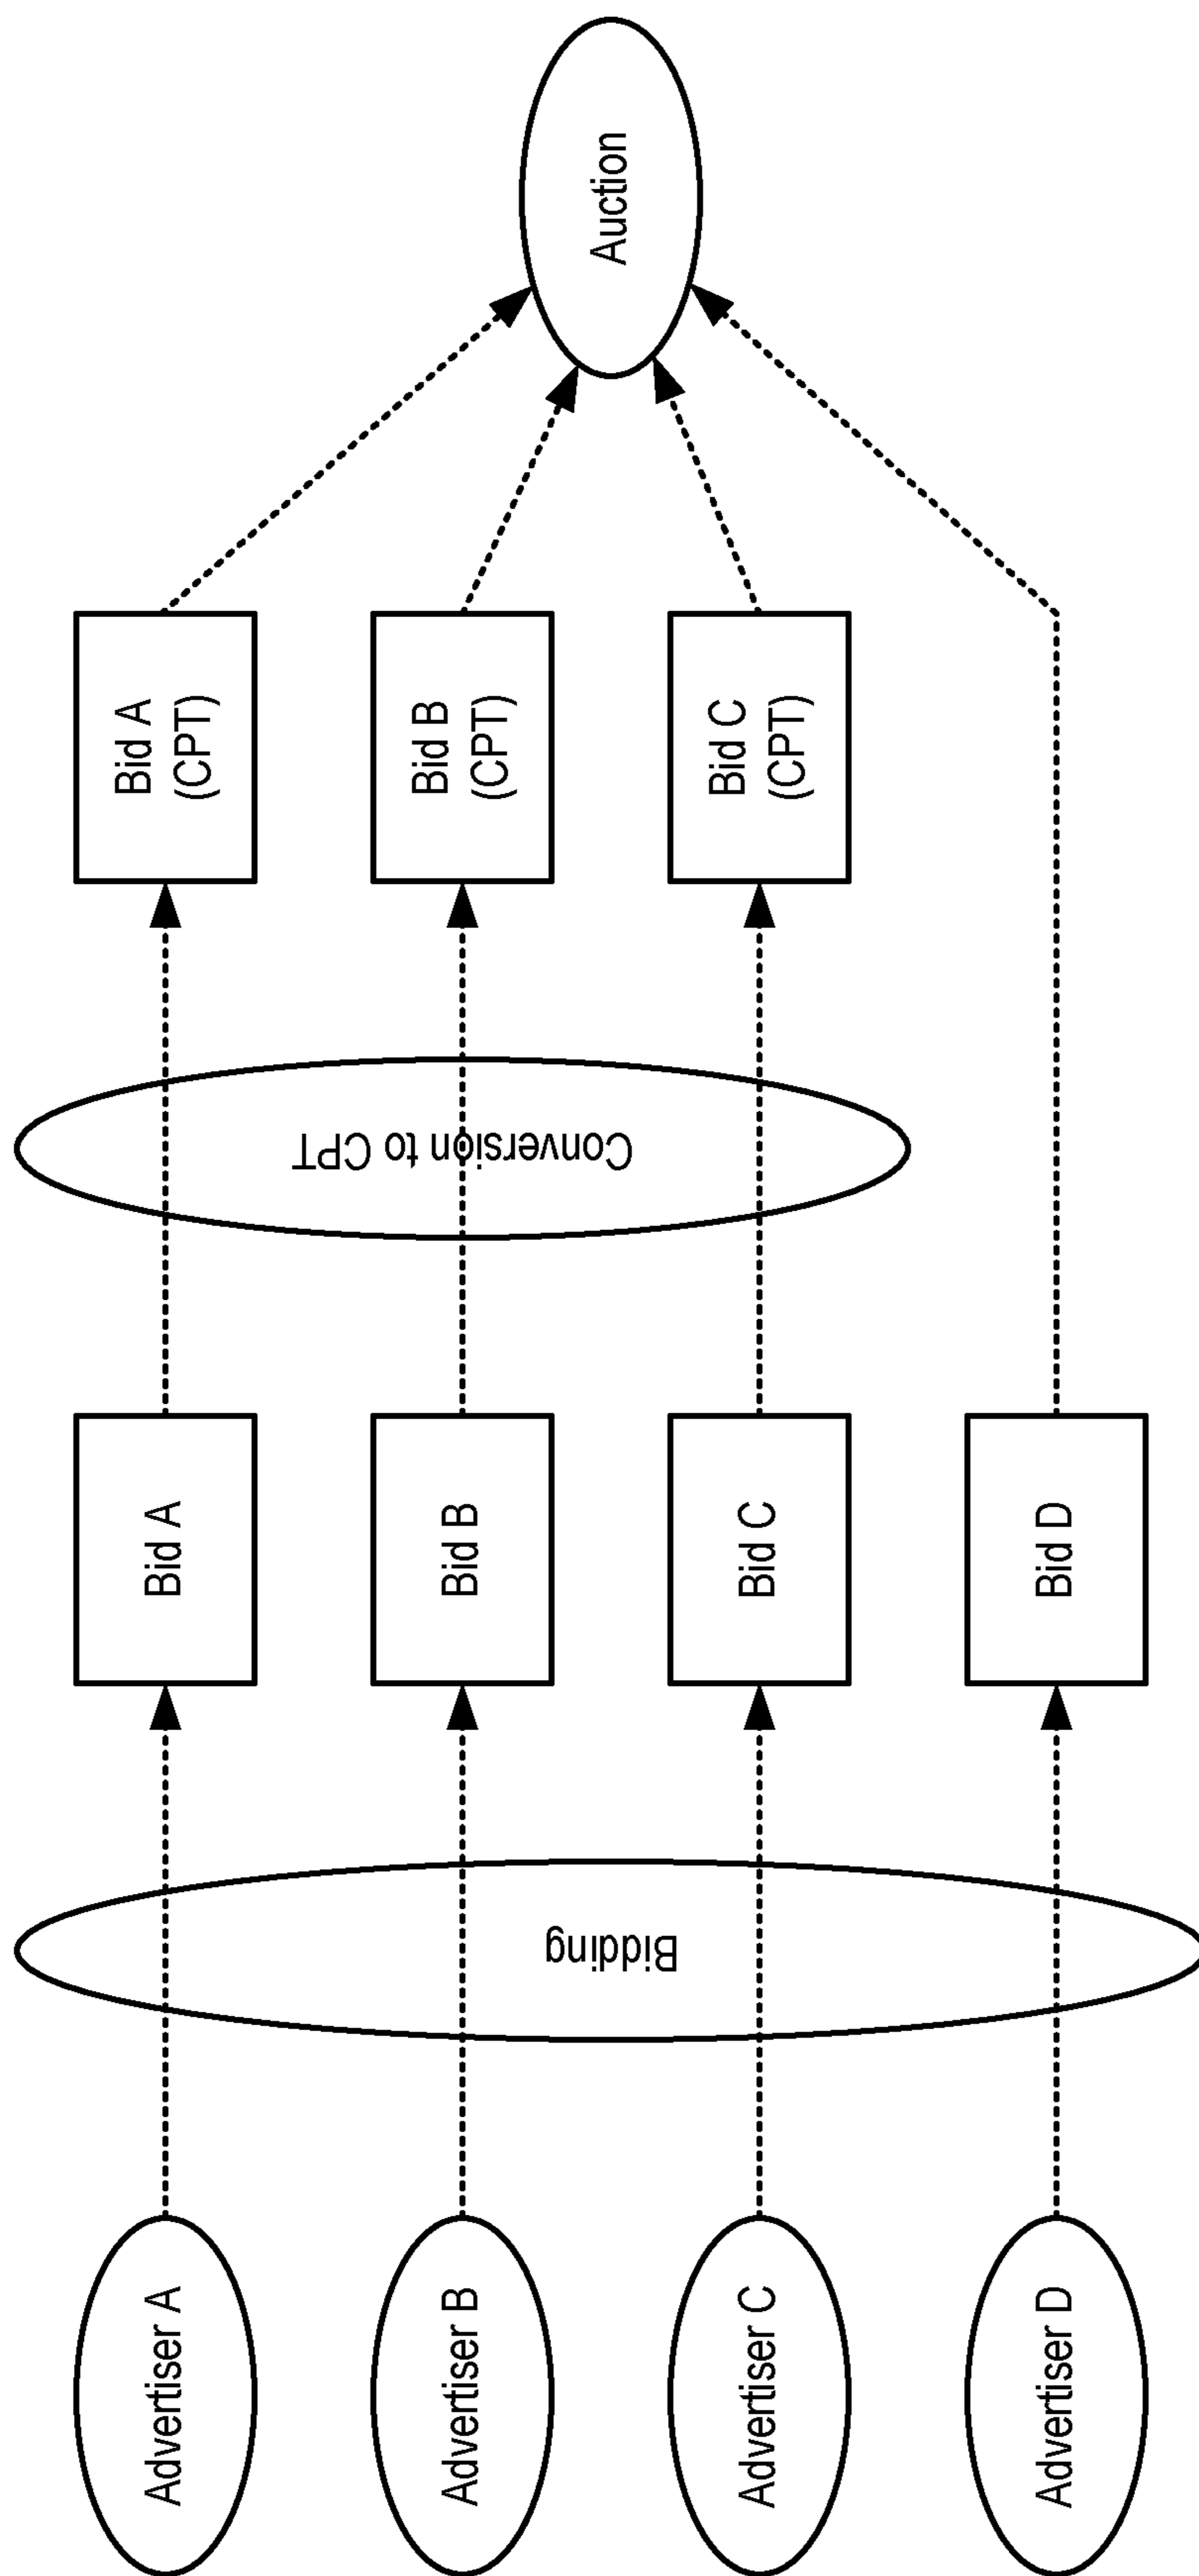 Advertiser A
Advertiser B
Advertiser C
Advertiser D
Bidding
Bid A
Bid B
Bid C
Bid D
Conversion to CPT
Bid A
(CPT)
Bid B
(CPT)
Bid C
(CPT)
Auction